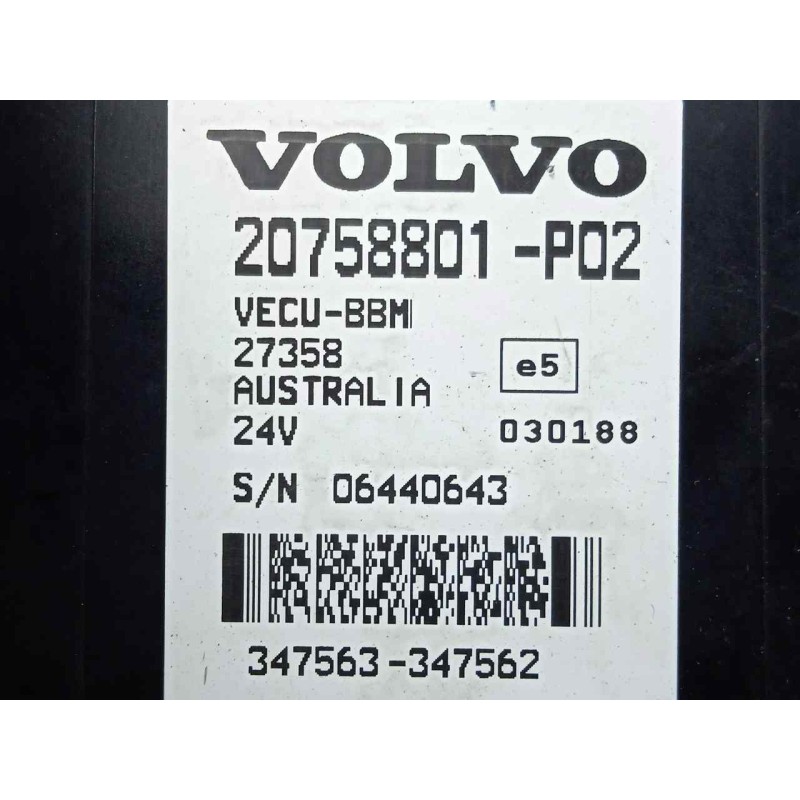 VOLVO
20758801-P02
VECU-BBM
27358
e5
AUSTRALIA
24V 030188
S/N 06440643
347563-347562